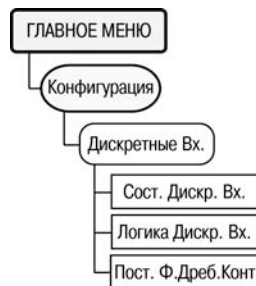 ГЛАВНОЕ МЕНЮ
Конфигурация
Дискретные Вх.
Сост. Дискр. Вх.
Логика Дискр. Вх.
Пост. Ф.Дреб.Конт